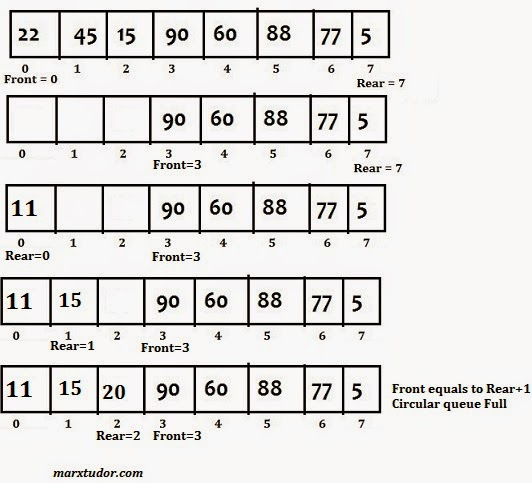 22 45 15 90 60 88 77 5
0 1 2 3 4 5 6 7
Front = 0 Rear = 7
90 60 88 77 5
0 1 2 3 4 5 6 7
Front=3 Rear = 7
11 90 60 88 77 5
0 1 2 3 4 5 6 7
Rear=0 Front=3
11 15 90 60 88 77 5
0 1 2 3 4 5 6 7
Rear=1 Front=3
11 15 20 90 60 88 77 5 Front equals to Rear+1
Circular queue Full
0 1 2 3 4 5 6 7
Rear=2 Front=3
marxtudor.com